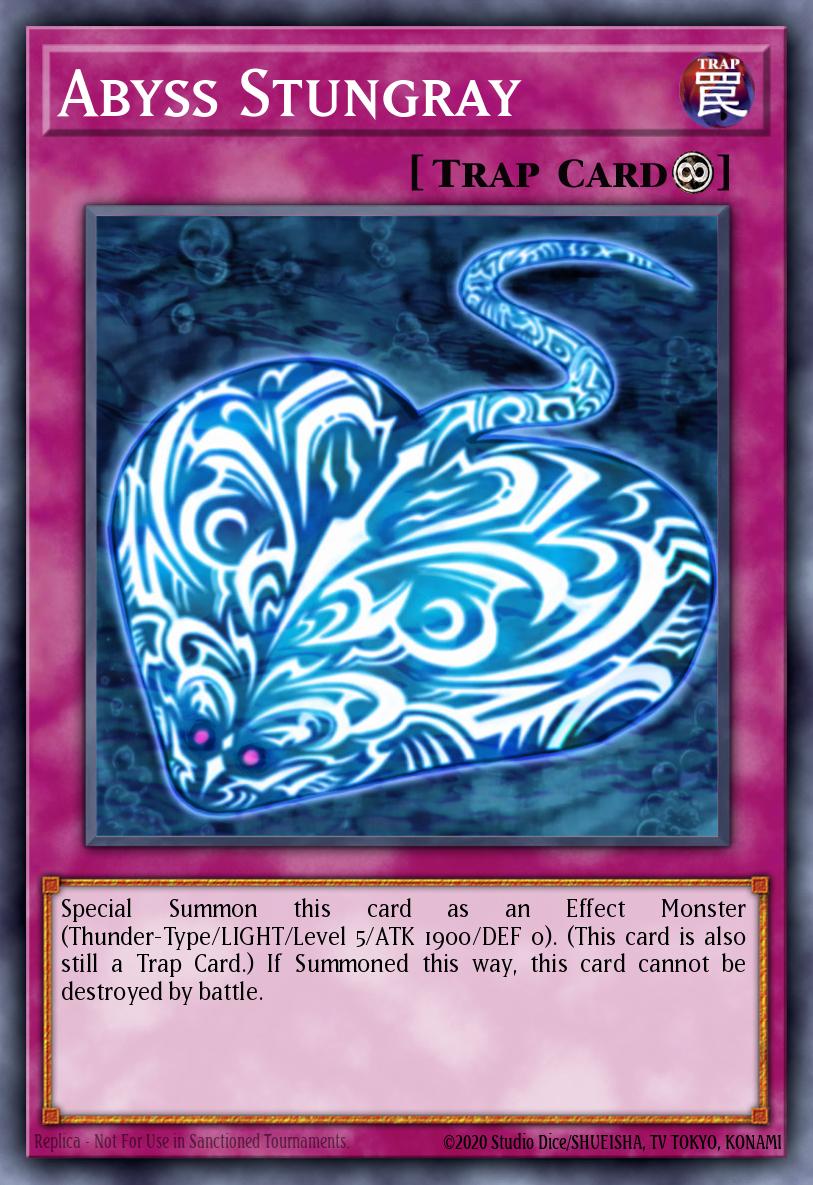 Abyss Stungray
TRAP
罠
[Trap Card]
Special Summon this card as an Effect Monster
(Thunder-Type/LIGHT/Level 5/ATK 1900/DEF 0). (This card is also
still a Trap Card.) If Summoned this way, this card cannot be
destroyed by battle.
Replica - Not For Use in Sanctioned Tournaments.
©2020 Studio Dice/SHUEISHA, TV TOKYO, KONAMI